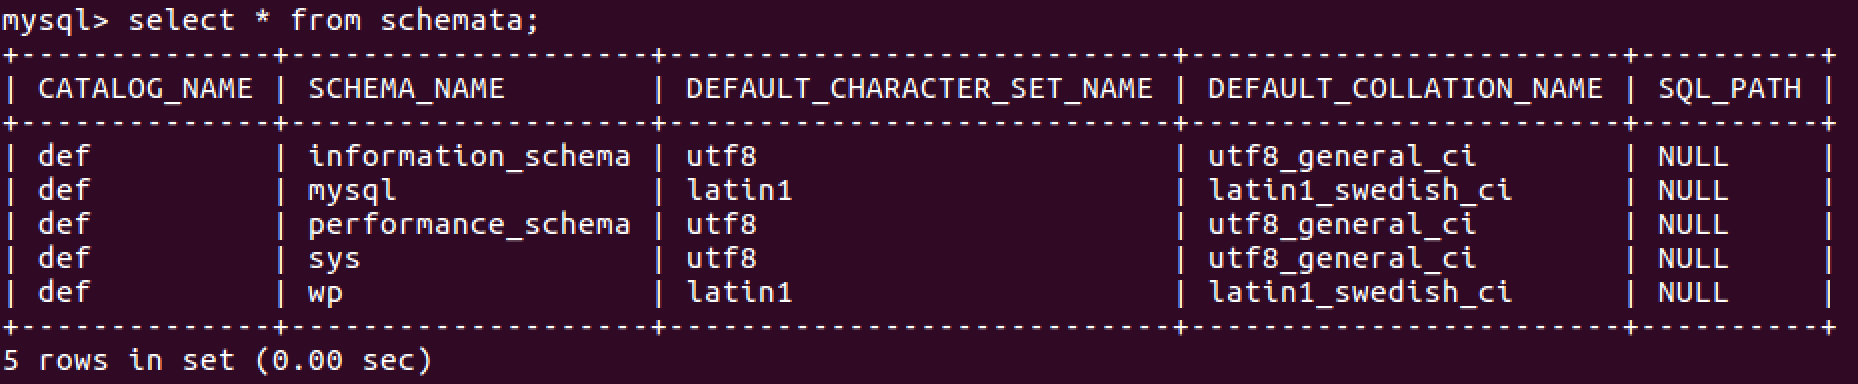 mysql> select * from schemata;
+--------------+--------------------+----------------------------+------------------------+----------+
| CATALOG_NAME | SCHEMA_NAME        | DEFAULT_CHARACTER_SET_NAME | DEFAULT_COLLATION_NAME | SQL_PATH |
+--------------+--------------------+----------------------------+------------------------+----------+
| def          | information_schema | utf8                       | utf8_general_ci        | NULL     |
| def          | mysql              | latin1                     | latin1_swedish_ci      | NULL     |
| def          | performance_schema | utf8                       | utf8_general_ci        | NULL     |
| def          | sys                | utf8                       | utf8_general_ci        | NULL     |
| def          | wp                 | latin1                     | latin1_swedish_ci      | NULL     |
+--------------+--------------------+----------------------------+------------------------+----------+
5 rows in set (0.00 sec)